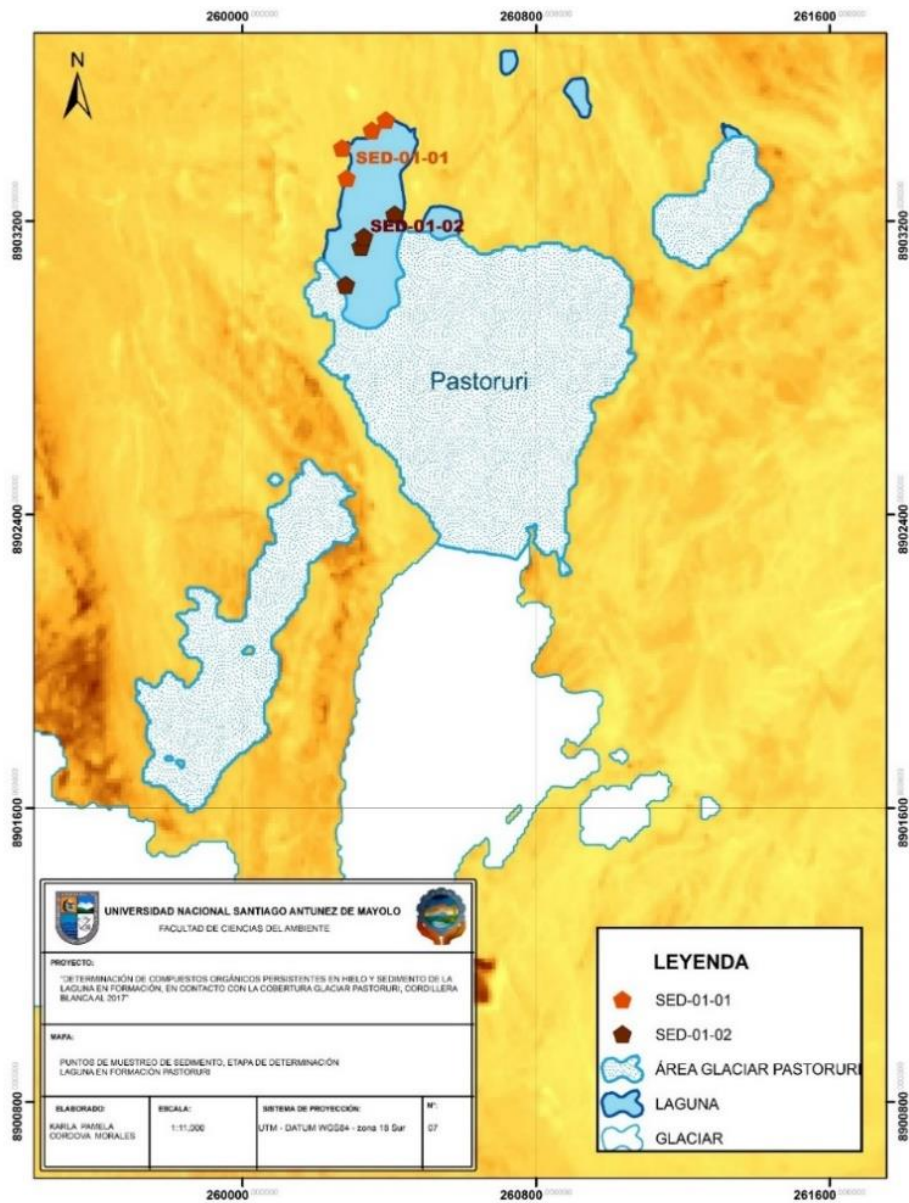 260000 260800 261600
N
SED-01-01
8903200 8903200
SED-01-02
Pastoruri
8902400 8902400
8901600 8901600
UNIVERSIDAD NACIONAL SANTIAGO ANTUNEZ DE MAYOLO
FACULTAD DE CIENCIAS DEL AMBIENTE
PROYECTO:
"DETERMINACIÓN DE COMPUESTOS ORGÁNICOS PERSISTENTES EN HIELO Y SEDIMENTO DE LA
LAGUNA EN FORMACIÓN, EN CONTACTO CON LA COBERTURA GLACIAR PASTORURI, CORDILLERA
BLANCA AL 2017"
MAPA:
PUNTOS DE MUESTREO DE SEDIMENTO, ETAPA DE DETERMINACIÓN
LAGUNA EN FORMACIÓN PASTORURI
ELABORADO: ESCALA: SISTEMA DE PROYECCIÓN: Nº:
KARLA PAMELA
CORDOVA MORALES
1:11,000
UTM - DATUM WGS84 - zona 18 Sur
07
LEYENDA
SED-01-01
SED-01-02
ÁREA GLACIAR PASTORURI
LAGUNA
GLACIAR
8900800 8900800
260000 260800 261600